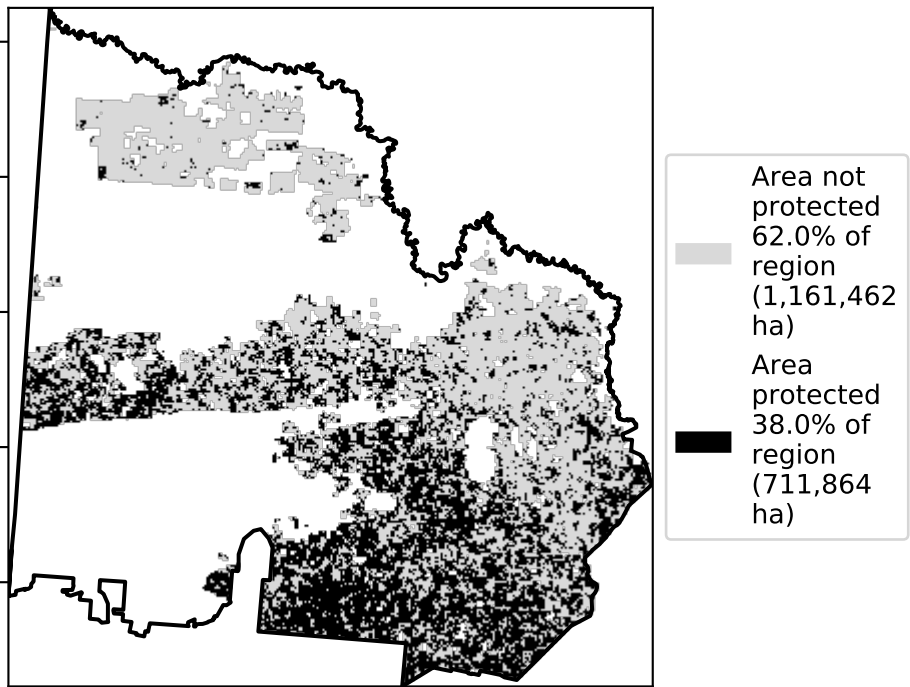 Area not
protected
62.0% of
region
(1,161,462
ha)
Area
protected
38.0% of
region
(711,864
ha)